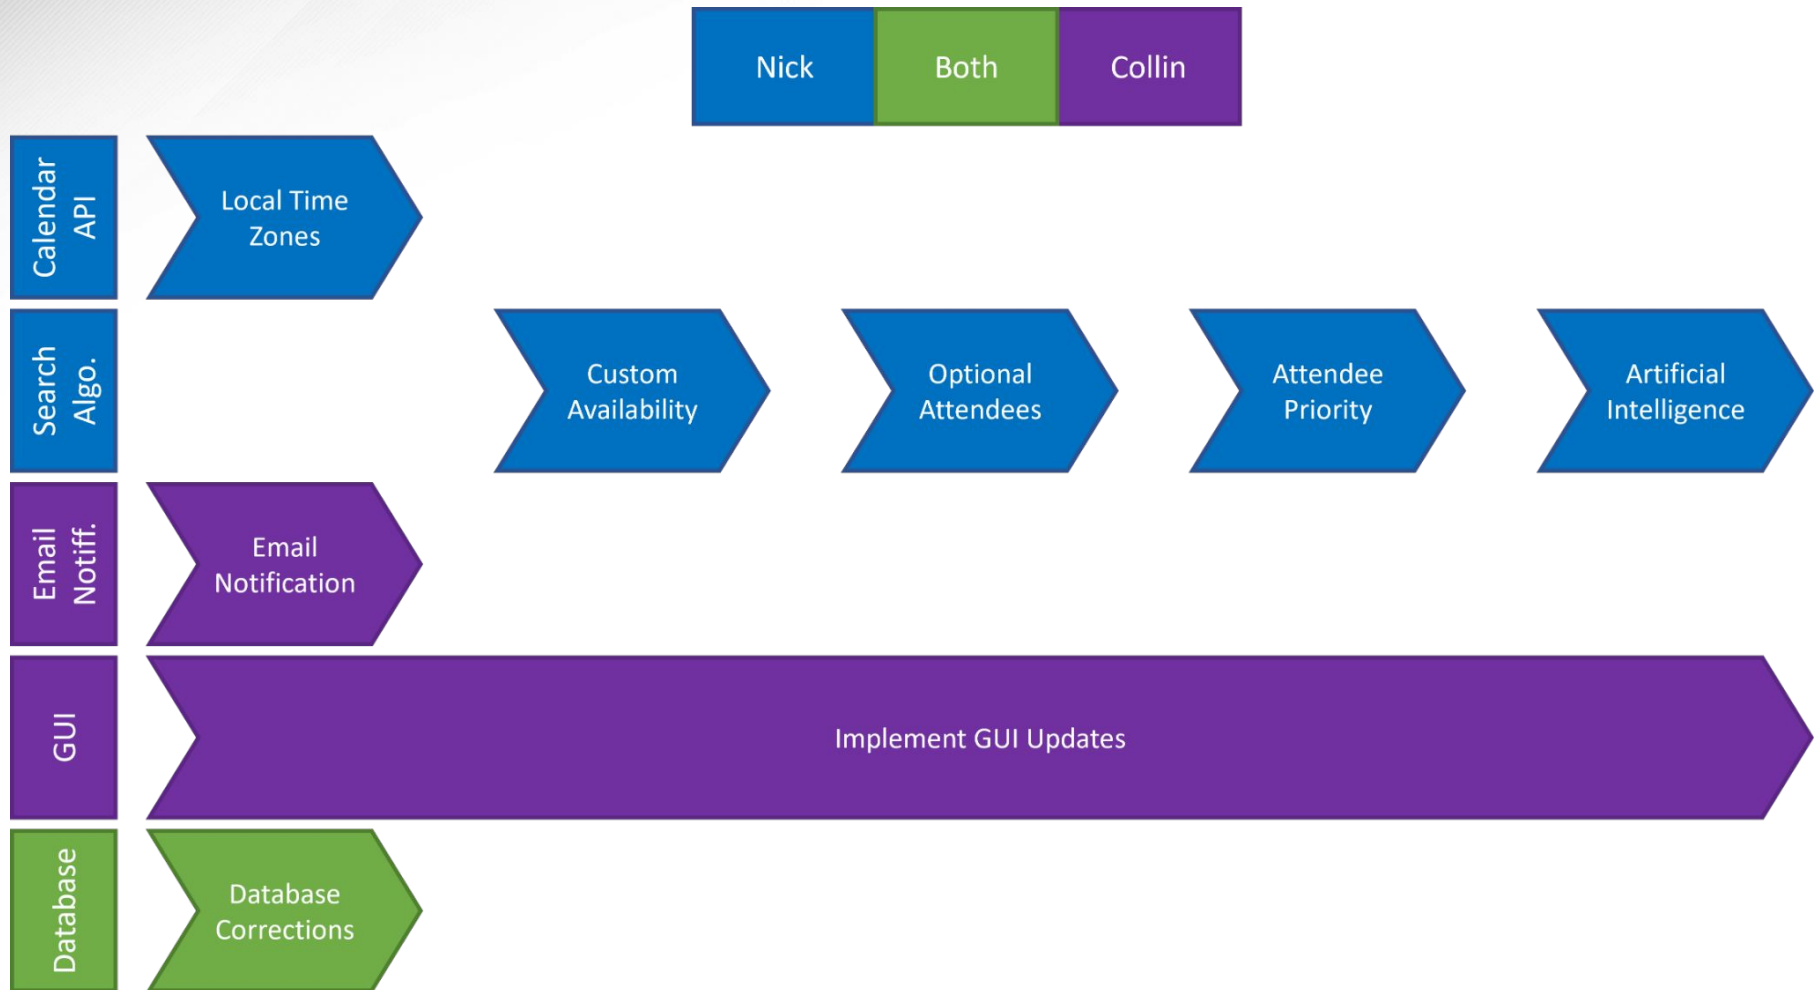 Nick
Both
Collin
Calendar
API
Local Time
Zones
Search
Algo.
Custom
Availability
Optional
Attendees
Attendee
Priority
Artificial
Intelligence
Email
Notiff.
Email
Notification
GUI
Implement GUI Updates
Database
Database
Corrections